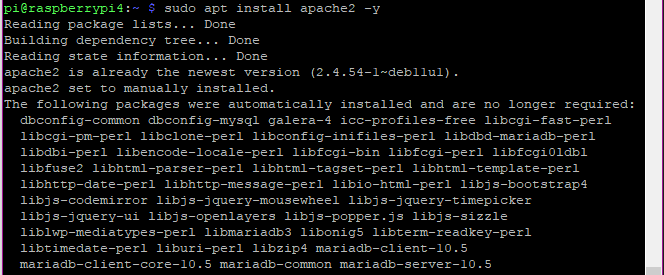 pi@raspberrypi4:~ $ sudo apt install apache2 -y
Reading package lists... Done
Building dependency tree... Done
Reading state information... Done
apache2 is already the newest version (2.4.54-1~deb11u1).
apache2 set to manually installed.
The following packages were automatically installed and are no longer required:
dbconfig-common dbconfig-mysql galera-4 icc-profiles-free libcgi-fast-perl
libcgi-pm-perl libclone-perl libconfig-inifiles-perl libdbd-mariadb-perl
libdbi-perl libencode-locale-perl libfcgi-bin libfcgi-perl libfcgi0ldbl
libfuse2 libhtml-parser-perl libhtml-tagset-perl libhtml-template-perl
libhttp-date-perl libhttp-message-perl libio-html-perl libjs-bootstrap4
libjs-codemirror libjs-jquery-mousewheel libjs-jquery-timepicker
libjs-jquery-ui libjs-openlayers libjs-popper.js libjs-sizzle
liblwp-mediatypes-perl libmariadb3 libonig5 libterm-readkey-perl
libtimedate-perl liburi-perl libzip4 mariadb-client-10.5
mariadb-client-core-10.5 mariadb-common mariadb-server-10.5